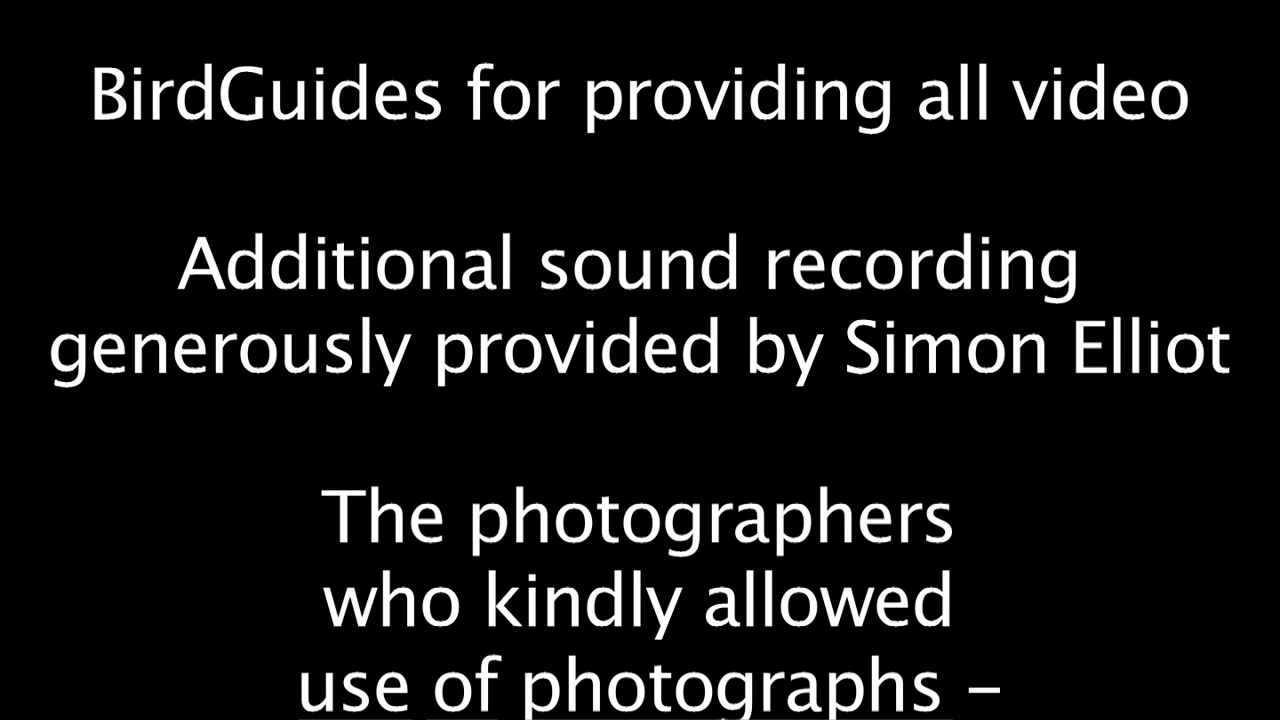 BirdGuides for providing all video
Additional sound recording
generously provided by Simon Elliot
The photographers
who kindly allowed
use of photographs –